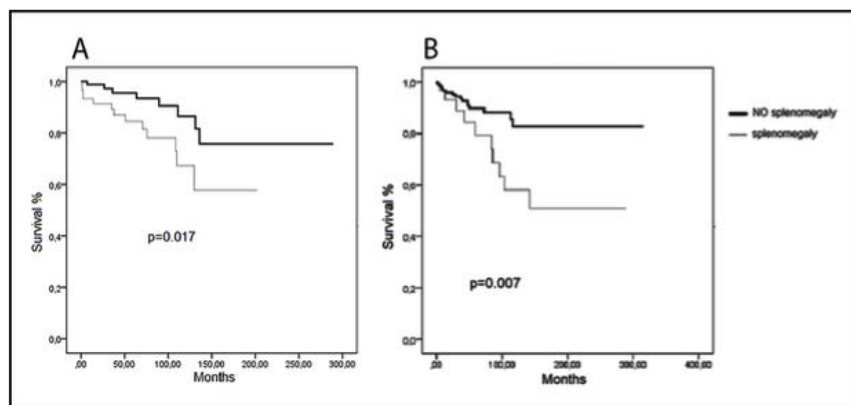 A
B
1,0
0,8
0,6
0,4
0,2
0,0
Survival %
p=0.017
,00 50,00 100,00 150,00 200,00 250,00 300,00
Months
1,0
0,8
0,6
0,4
0,2
0,0
Survival %
p=0.007
,00 100,00 200,00 300,00 400,00
Months
NO splenomegaly
splenomegaly